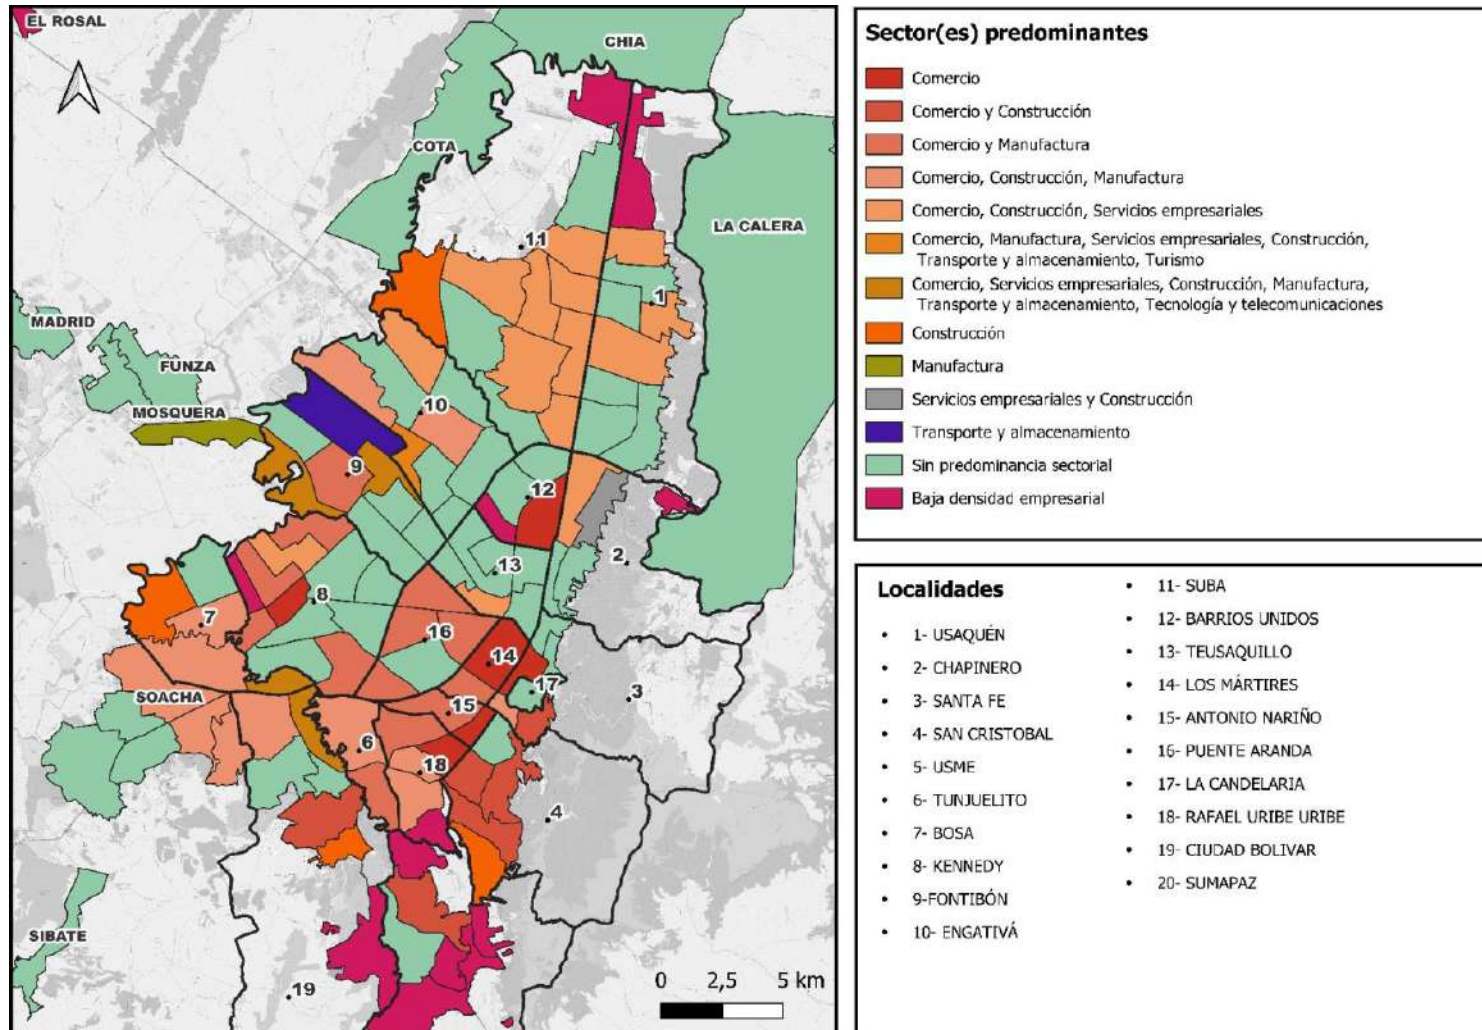 EL ROSAL
CHIA
COTA
11
LA CALERA
1
MADRID
FUNZA
MOSQUERA
10
9
12
2
13
8
7
16
14
17
SOACHA
3
15
6
18
4
SIBATE
19
0 2,5 5 km
Sector(es) predominantes
Comercio
Comercio y Construcción
Comercio y Manufactura
Comercio, Construcción, Manufactura
Comercio, Construcción, Servicios empresariales
Comercio, Manufactura, Servicios empresariales, Construcción,
Transporte y almacenamiento, Turismo
Comercio, Servicios empresariales, Construcción, Manufactura,
Transporte y almacenamiento, Tecnología y telecomunicaciones
Construcción
Manufactura
Servicios empresariales y Construcción
Transporte y almacenamiento
Sin predominancia sectorial
Baja densidad empresarial
Localidades
• 1- USAQUÉN
• 2- CHAPINERO
• 3- SANTA FE
• 4- SAN CRISTOBAL
• 5- USME
• 6- TUNJUELITO
• 7- BOSA
• 8- KENNEDY
• 9-FONTIBÓN
• 10- ENGATIVÁ
• 11- SUBA
• 12- BARRIOS UNIDOS
• 13- TEUSAQUILLO
• 14- LOS MÁRTIRES
• 15- ANTONIO NARIÑO
• 16- PUENTE ARANDA
• 17- LA CANDELARIA
• 18- RAFAEL URIBE URIBE
• 19- CIUDAD BOLIVAR
• 20- SUMAPAZ